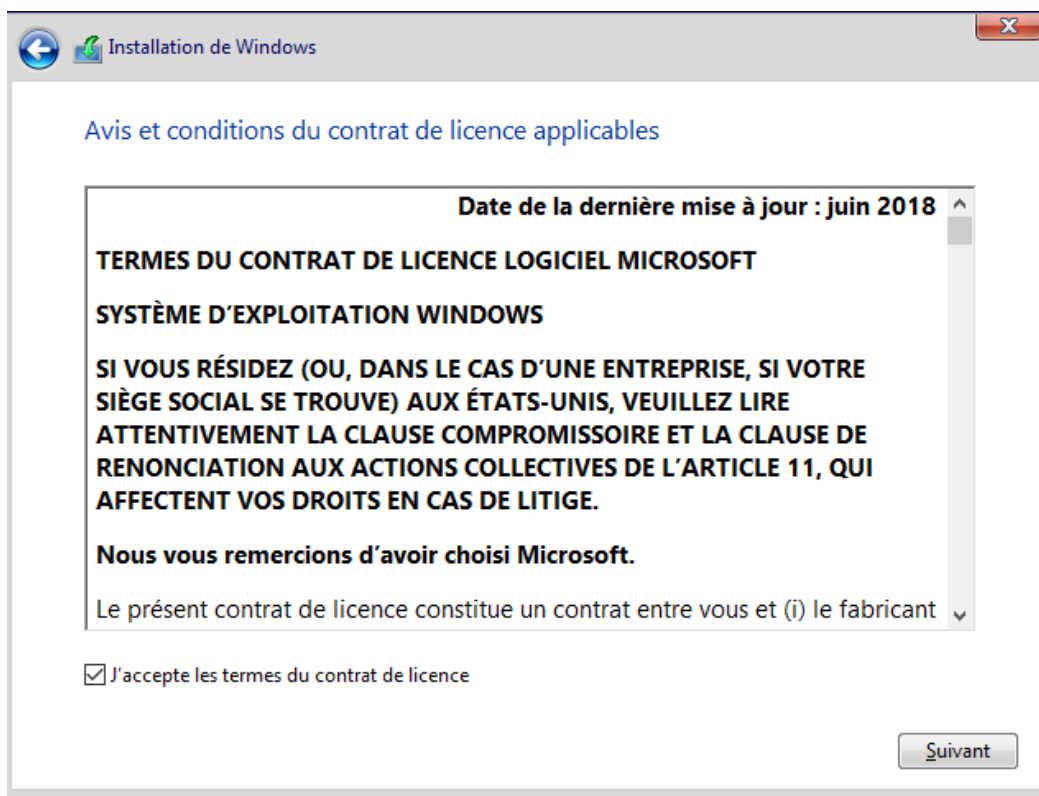 Installation de Windows
Avis et conditions du contrat de licence applicables
Date de la dernière mise à jour : juin 2018
TERMES DU CONTRAT DE LICENCE LOGICIEL MICROSOFT
SYSTÈME D’EXPLOITATION WINDOWS
SI VOUS RÉSIDEZ (OU, DANS LE CAS D’UNE ENTREPRISE, SI VOTRE
SIÈGE SOCIAL SE TROUVE) AUX ÉTATS-UNIS, VEUILLEZ LIRE
ATTENTIVEMENT LA CLAUSE COMPROMISSOIRE ET LA CLAUSE DE
RENONCIATION AUX ACTIONS COLLECTIVES DE L’ARTICLE 11, QUI
AFFECTENT VOS DROITS EN CAS DE LITIGE.
Nous vous remercions d’avoir choisi Microsoft.
Le présent contrat de licence constitue un contrat entre vous et (i) le fabricant
J'accepte les termes du contrat de licence
Suivant